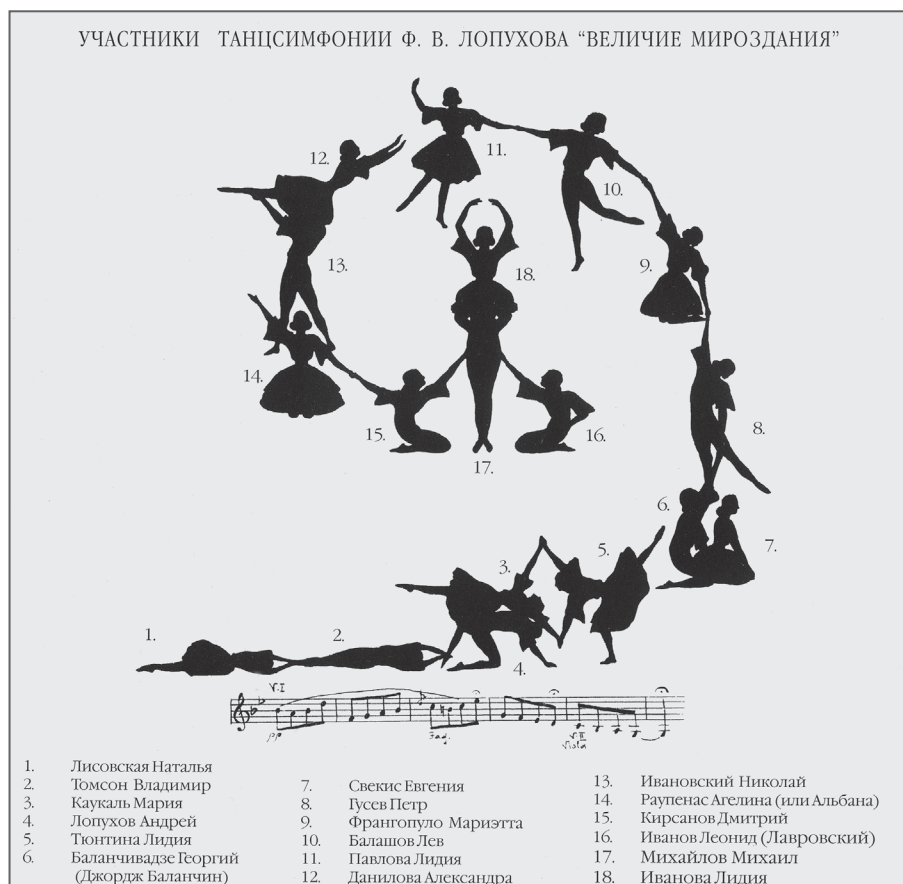 УЧАСТНИКИ ТАНЦСИМФОНИИ Ф. В. ЛОПУХОВА “ВЕЛИЧИЕ МИРОЗДАНИЯ”
12.
11.
10.
13.
18.
9.
14.
15.
16.
17.
8.
6.
7.
5.
3.
4.
1.
2.
V-I
pp
Fag.
V-II
Viola
1. Лисовская Наталья
2. Томсон Владимир
3. Каукаль Мария
4. Лопухов Андрей
5. Тюнтина Лидия
6. Баланчивадзе Георгий
(Джордж Баланчин)
7. Свекис Евгения
8. Гусев Петр
9. Франгопуло Мариэтта
10. Балашов Лев
11. Павлова Лидия
12. Данилова Александра
13. Ивановский Николай
14. Раупенас Агелина (или Альбана)
15. Кирсанов Дмитрий
16. Иванов Леонид (Лавровский)
17. Михайлов Михаил
18. Иванова Лидия